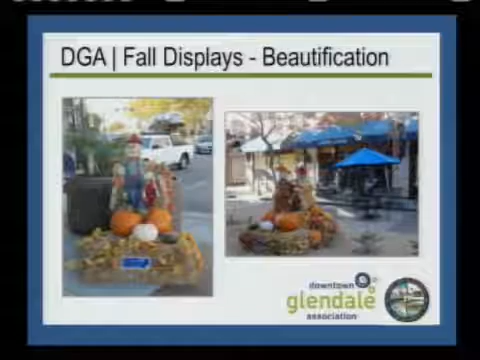 DGA | Fall Displays - Beautification
downtown
glendale
association